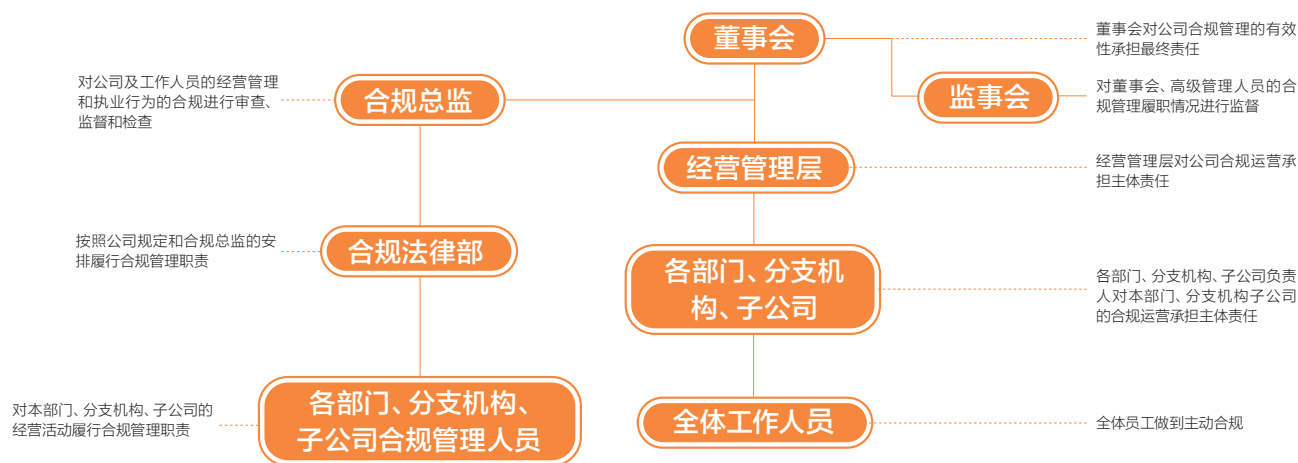 董事会
董事会对公司合规管理的有效
性承担最终责任
对公司及工作人员的经营管理
和执业行为的合规进行审查、
监督和检查
合规总监
监事会
对董事会、高级管理人员的合
规管理履职情况进行监督
经营管理层
经营管理层对公司合规运营承
担主体责任
按照公司规定和合规总监的安
排履行合规管理职责
合规法律部
各部门、分支机
构、子公司
各部门、分支机构、子公司负责
人对本部门、分支机构子公司
的合规运营承担主体责任
对本部门、分支机构、子公司的
经营活动履行合规管理职责
各部门、分支机构、
子公司合规管理人员
全体工作人员
全体员工做到主动合规